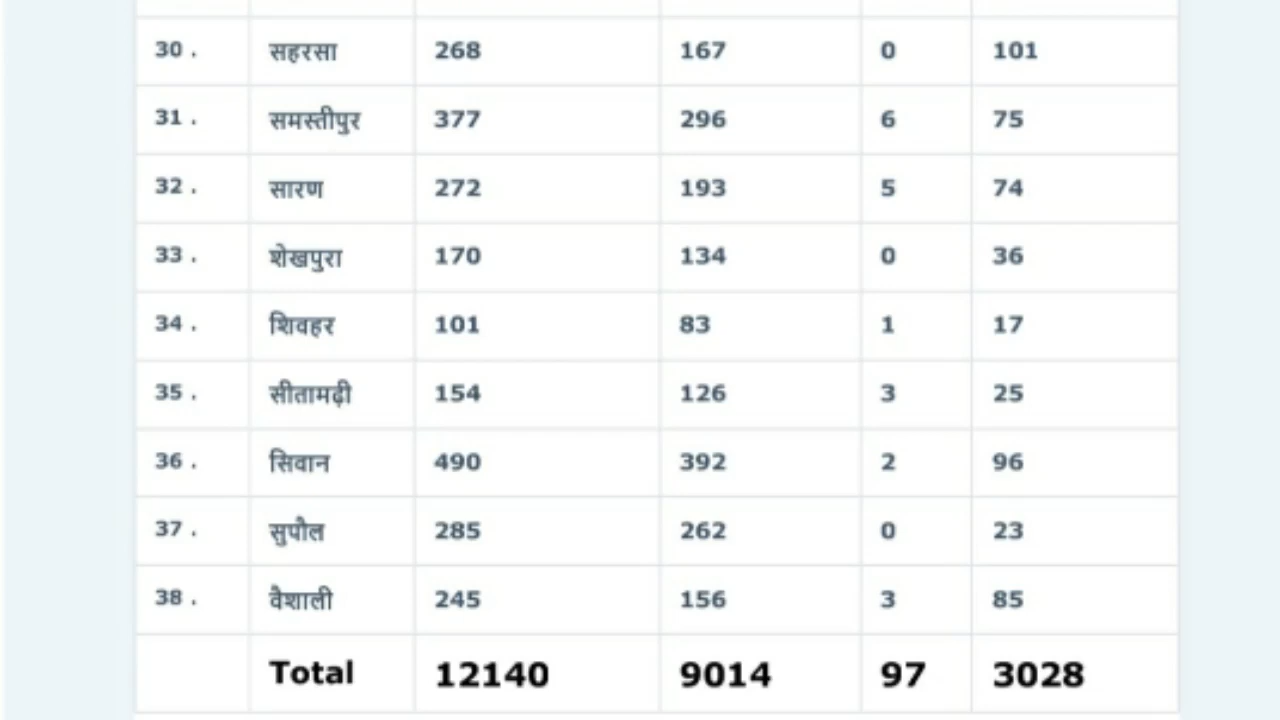 30 . सहरसा 268 167 0 101
31 . समस्तीपुर 377 296 6 75
32 . सारण 272 193 5 74
33 . शेखपुरा 170 134 0 36
34 . शिवहर 101 83 1 17
35 . सीतामढ़ी 154 126 3 25
36 . सिवान 490 392 2 96
37 . सुपौल 285 262 0 23
38 . वैशाली 245 156 3 85
Total 12140 9014 97 3028